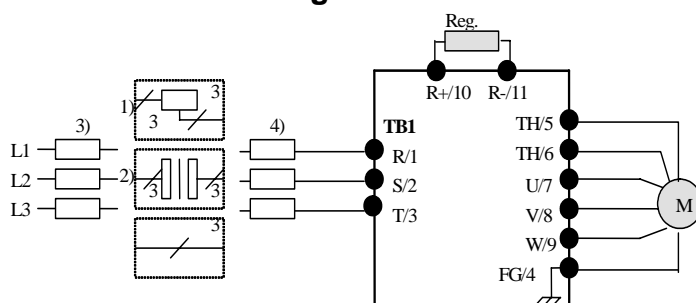 g
Reg.
R+/10 R-/11
1) 3
3
3) 4) TB1 TH/5
L1 R/1 TH/6
L2 2) 3 3 S/2 U/7
L3 T/3 V/8 M
3 W/9
FG/4